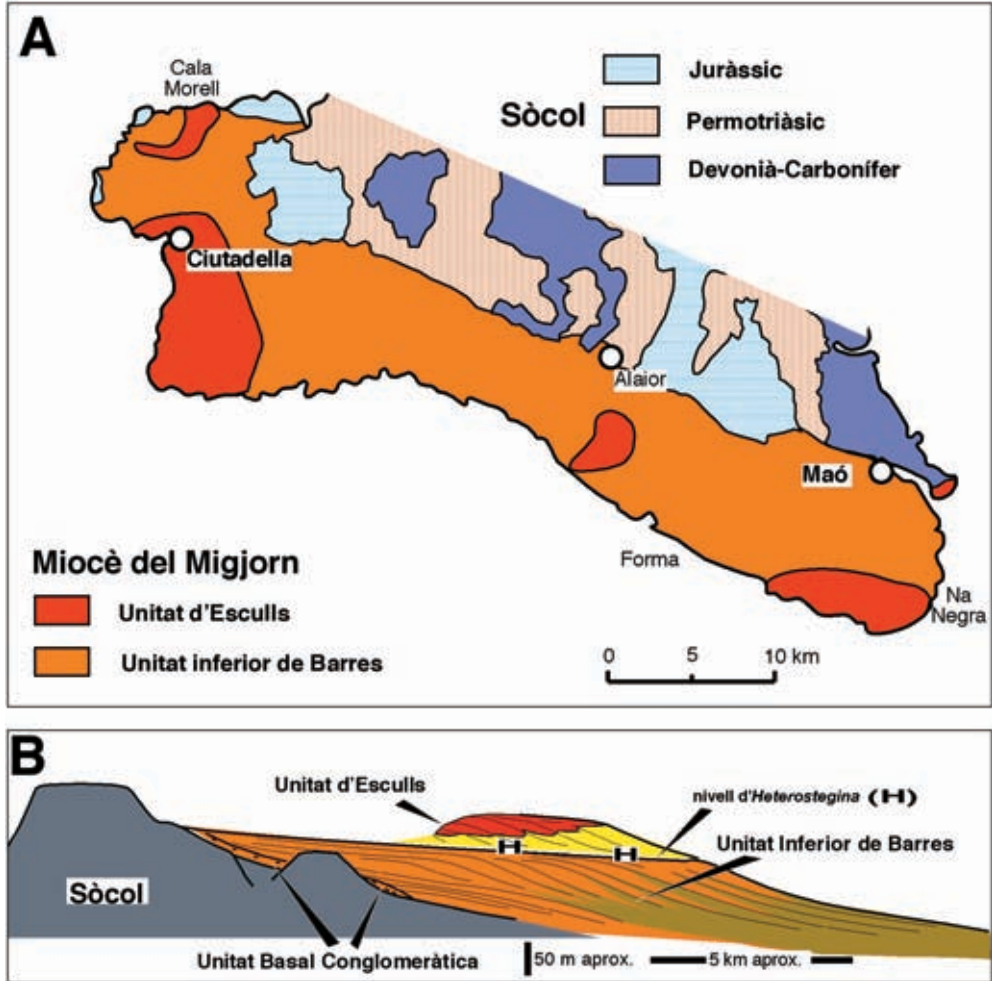 A
Cala
Morell
Sòcol
Juràssic
Permotriàsic
Devonià-Carbonífer
Ciutadella
Alaior
Maó
Forma
Na
Negra
Miocè del Migjorn
Unitat d'Esculls
Unitat inferior de Barres
0 5 10 km
B
Unitat d'Esculls
nivell d'Heterostegina (H)
Unitat Inferior de Barres
H H
Sòcol
Unitat Basal Conglomeràtica
50 m aprox. 5 km aprox.